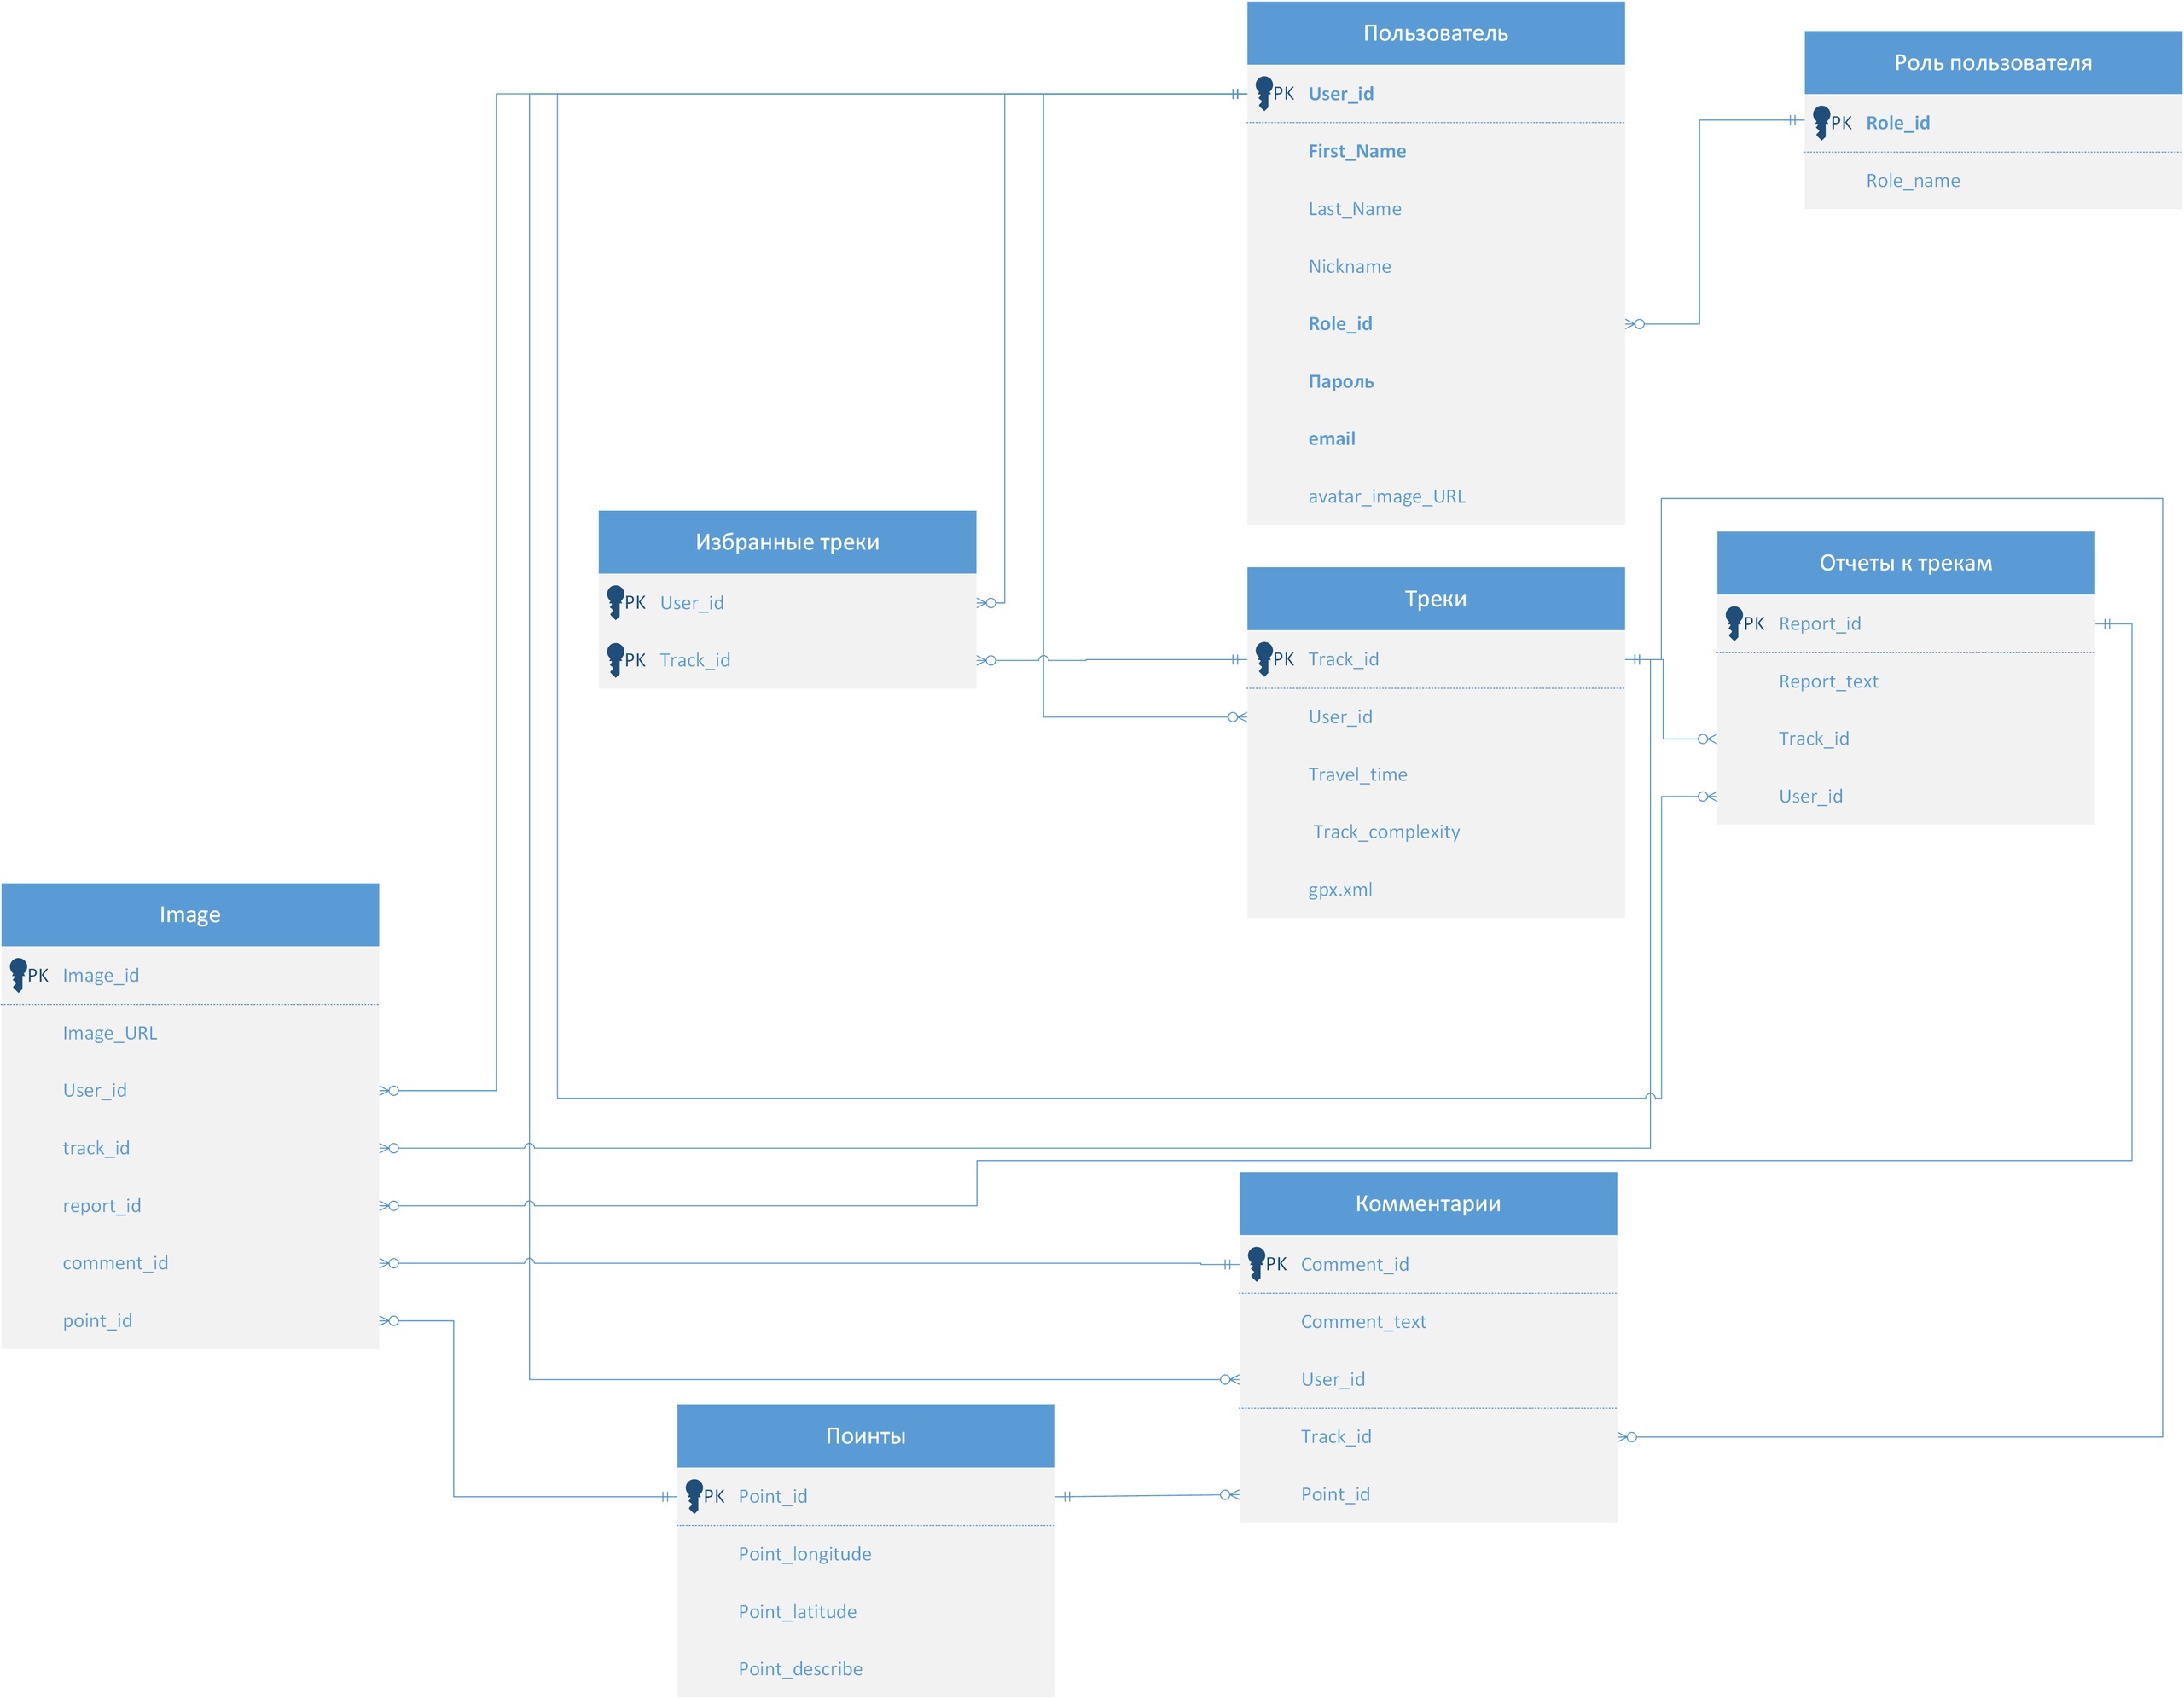 Пользователь
PK User_id
First_Name
Last_Name
Nickname
Role_id
Пароль
email
avatar_image_URL
Роль пользователя
PK Role_id
Role_name
Избранные треки
PK User_id
PK Track_id
Треки
PK Track_id
User_id
Travel_time
Track_complexity
gpx.xml
Отчеты к трекам
PK Report_id
Report_text
Track_id
User_id
Image
PK Image_id
Image_URL
User_id
track_id
report_id
comment_id
point_id
Комментарии
PK Comment_id
Comment_text
User_id
Track_id
Point_id
Поинты
PK Point_id
Point_longitude
Point_latitude
Point_describe